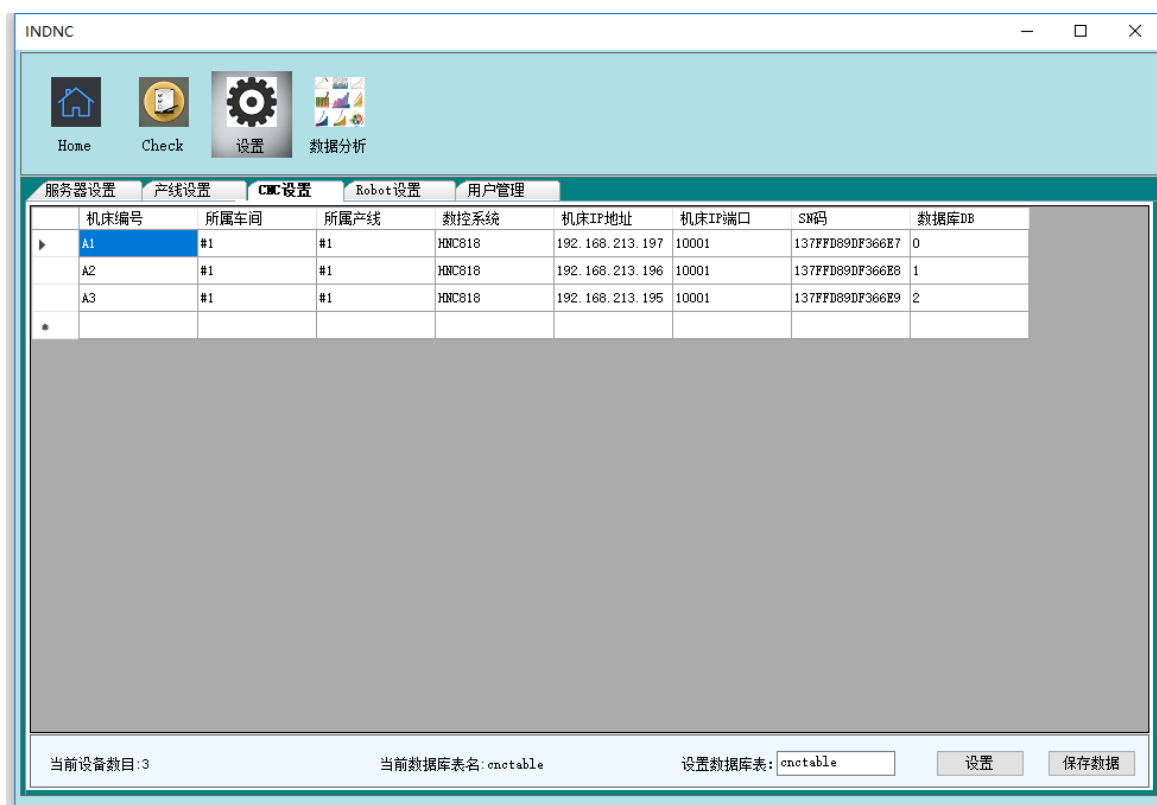 INDNC
Home Check 设置 数据分析
服务器设置 产线设置 CNC设置 Robot设置 用户管理
机床编号 所属车间 所属产线 数控系统 机床IP地址 机床IP端口 SN码 数据库DB
A1 #1 #1 HNC818 192.168.213.197 10001 137FFD89DF366E7 0
A2 #1 #1 HNC818 192.168.213.196 10001 137FFD89DF366E8 1
A3 #1 #1 HNC818 192.168.213.195 10001 137FFD89DF366E9 2
当前设备数目:3 当前数据库表名:cnctable 设置数据库表: cnctable 设置 保存数据